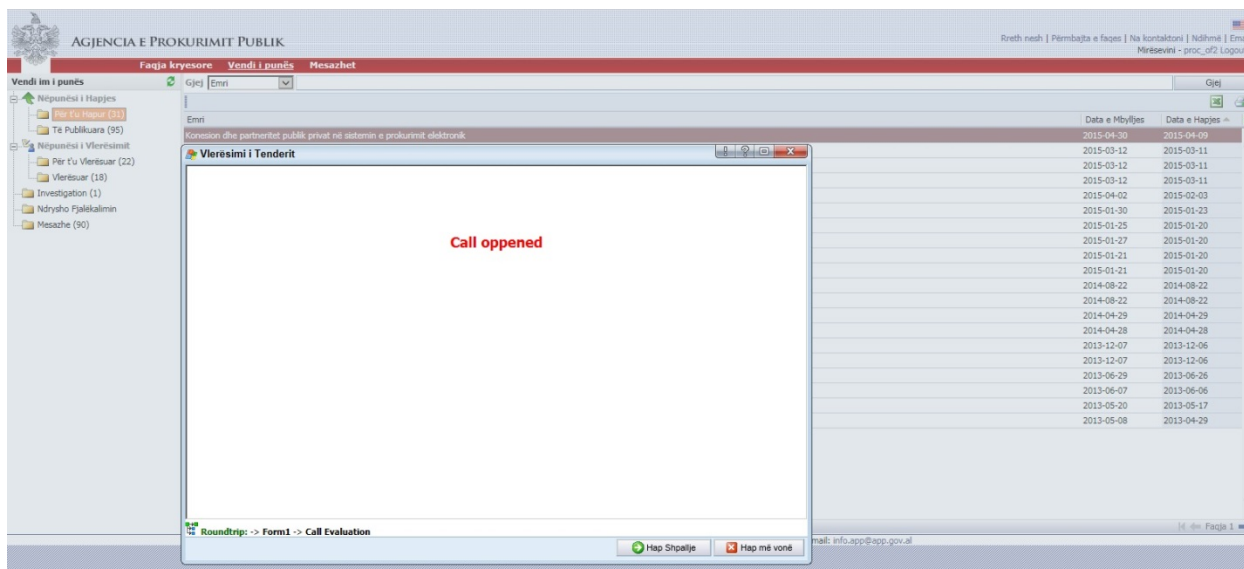 AGJENCIA E PROKURIMIT PUBLIK
Rreth nesh | Përmbajta e faqes | Na kontaktoni | Ndihmë |
Mirësevini - proc_of2
Faqja kryesore Vendi i punës Mesazhet
Vendi im i punës
Gjej Emri Gjej
Nëpunësi i Hapjes
Për t'u Hapur (31)
Të Publikuara (95)
Nëpunësi i Vlerësimit
Për t'u Vlerësuar (22)
Vlerësuar (18)
Investigation (1)
Ndrysho Fjalëkalimin
Mesazhe (90)
Emri Data e Mbylljes Data e Hapjes
Konesion dhe partneritet publik privat në sistemin e prokurimit elektronik 2015-04-30 2015-04-09
2015-03-12 2015-03-11
2015-03-12 2015-03-11
2015-03-12 2015-03-11
2015-04-02 2015-02-03
2015-01-30 2015-01-23
2015-01-25 2015-01-20
2015-01-27 2015-01-20
2015-01-21 2015-01-20
2015-01-21 2015-01-20
2014-08-22 2014-08-22
2014-08-22 2014-08-22
2014-04-29 2014-04-29
2014-04-28 2014-04-28
2013-12-07 2013-12-06
2013-12-07 2013-12-06
2013-06-29 2013-06-26
2013-06-07 2013-06-06
2013-05-20 2013-05-17
2013-05-08 2013-04-29
Vlerësimi i Tenderit
Call oppened
Roundtrip: -> Form1 -> Call Evaluation
Hap Shpallje Hap më vonë
Faqja 1
mail: info.app@app.gov.al